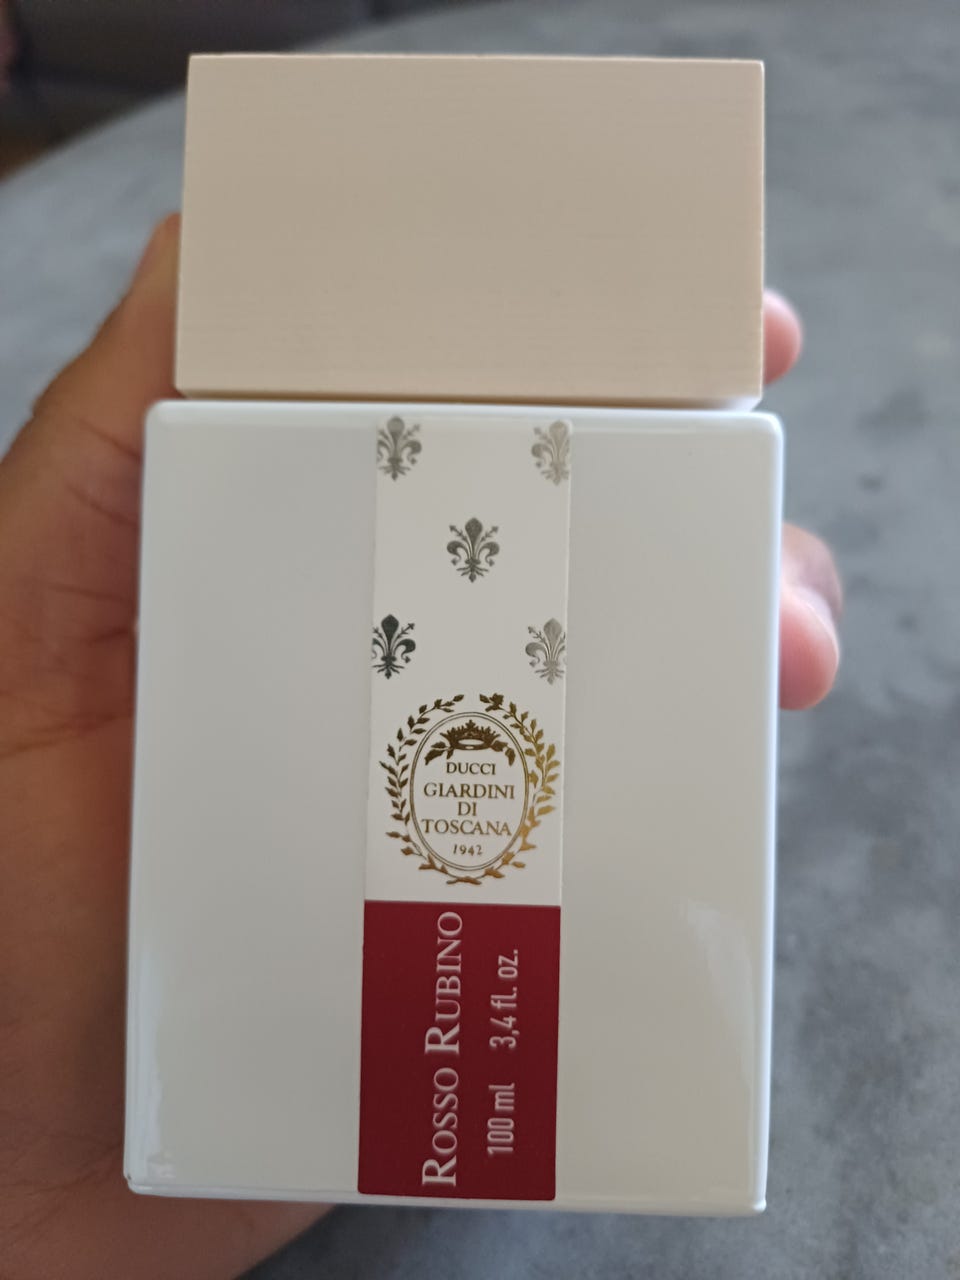 DUCCI
GIARDINI
DI
TOSCANA
1942
ROSSO RUBINO
100 ml 3,4 fl. oz.